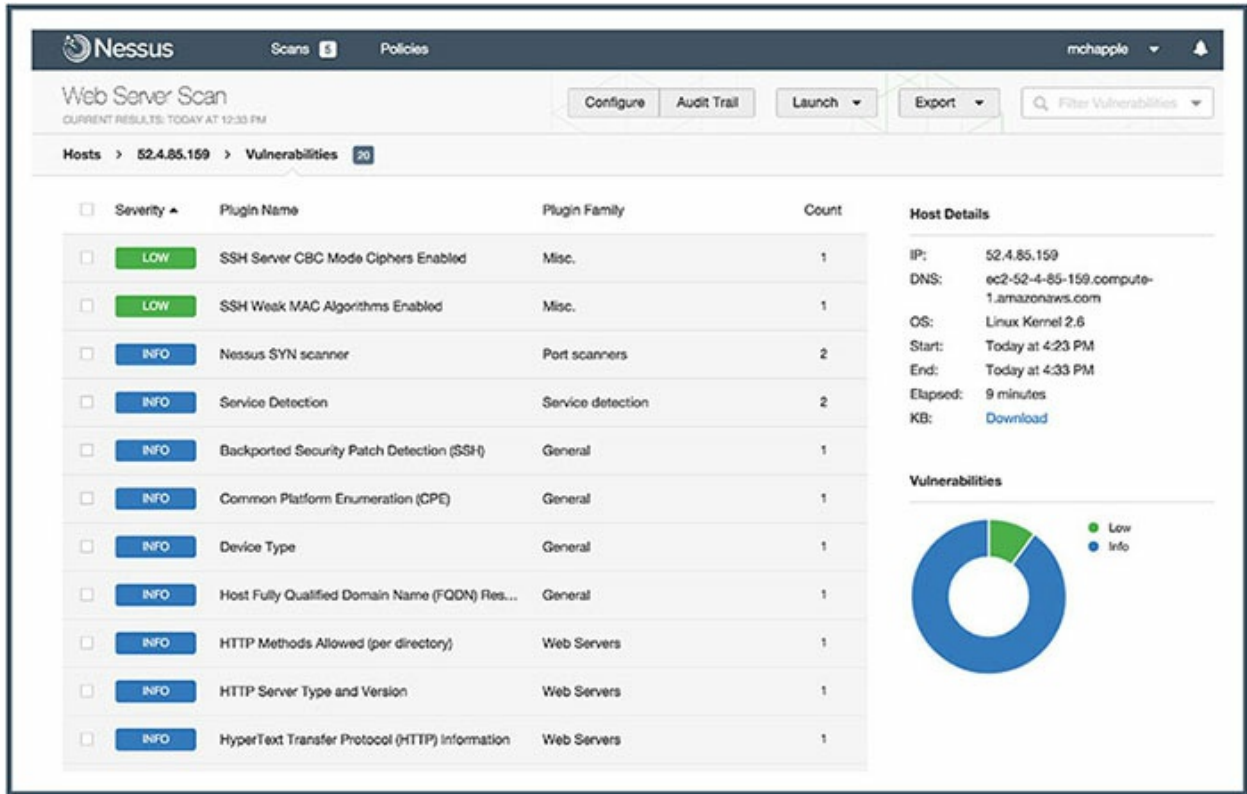 Nessus Scans 5 Policies mchapple
Web Server Scan Configure Audit Trail Launch Export Filter Vulnerabilities
CURRENT RESULTS: TODAY AT 12:33 PM
Hosts > 52.4.85.159 > Vulnerabilities 20
Severity Plugin Name Plugin Family Count
LOW SSH Server CBC Mode Ciphers Enabled Misc. 1
LOW SSH Weak MAC Algorithms Enabled Misc. 1
INFO Nessus SYN scanner Port scanners 2
INFO Service Detection Service detection 2
INFO Backported Security Patch Detection (SSH) General 1
INFO Common Platform Enumeration (CPE) General 1
INFO Device Type General 1
INFO Host Fully Qualified Domain Name (FQDN) Res... General 1
INFO HTTP Methods Allowed (per directory) Web Servers 1
INFO HTTP Server Type and Version Web Servers 1
INFO HyperText Transfer Protocol (HTTP) Information Web Servers 1
Host Details
IP: 52.4.85.159
DNS: ec2-52-4-85-159.compute-
1.amazonaws.com
OS: Linux Kernel 2.6
Start: Today at 4:23 PM
End: Today at 4:33 PM
Elapsed: 9 minutes
KB: Download
Vulnerabilities
Low
Info